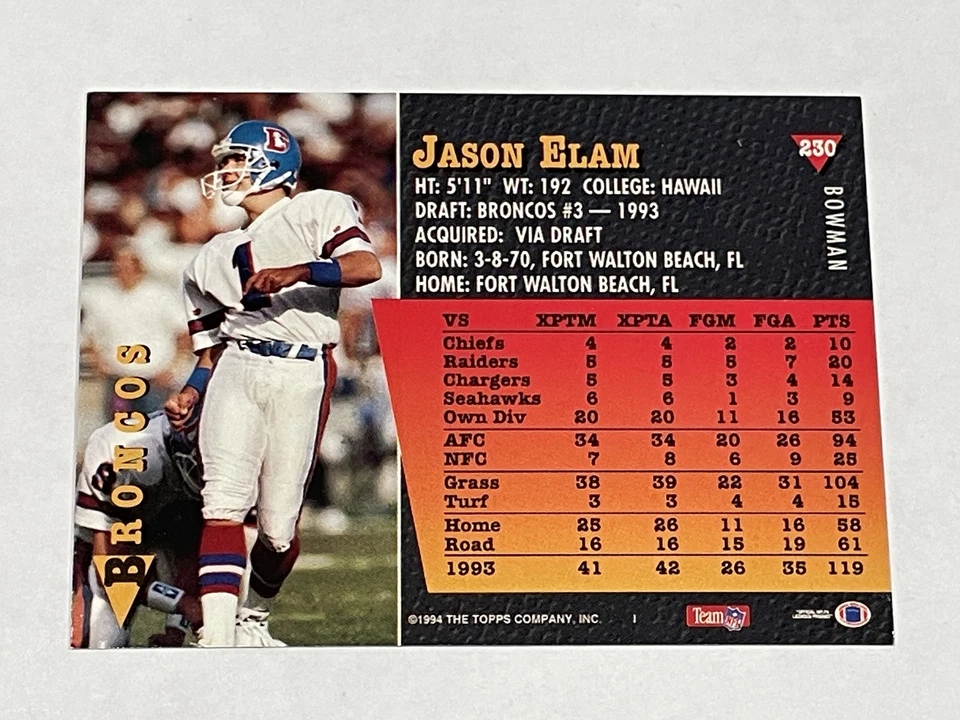 BRONCOS
JASON ELAM
230
BOWMAN
HT: 5'11" WT: 192 COLLEGE: HAWAII
DRAFT: BRONCOS #3 — 1993
ACQUIRED: VIA DRAFT
BORN: 3-8-70, FORT WALTON BEACH, FL
HOME: FORT WALTON BEACH, FL
VS XPTM XPTA FGM FGA PTS
Chiefs 4 4 2 2 10
Raiders 5 5 5 7 20
Chargers 5 5 3 4 14
Seahawks 6 6 1 3 9
Own Div 20 20 11 16 53
AFC 34 34 20 26 94
NFC 7 8 6 9 25
Grass 38 39 22 31 104
Turf 3 3 4 4 15
Home 25 26 11 16 58
Road 16 16 15 19 61
1993 41 42 26 35 119
©1994 THE TOPPS COMPANY, INC. I
Team NFL